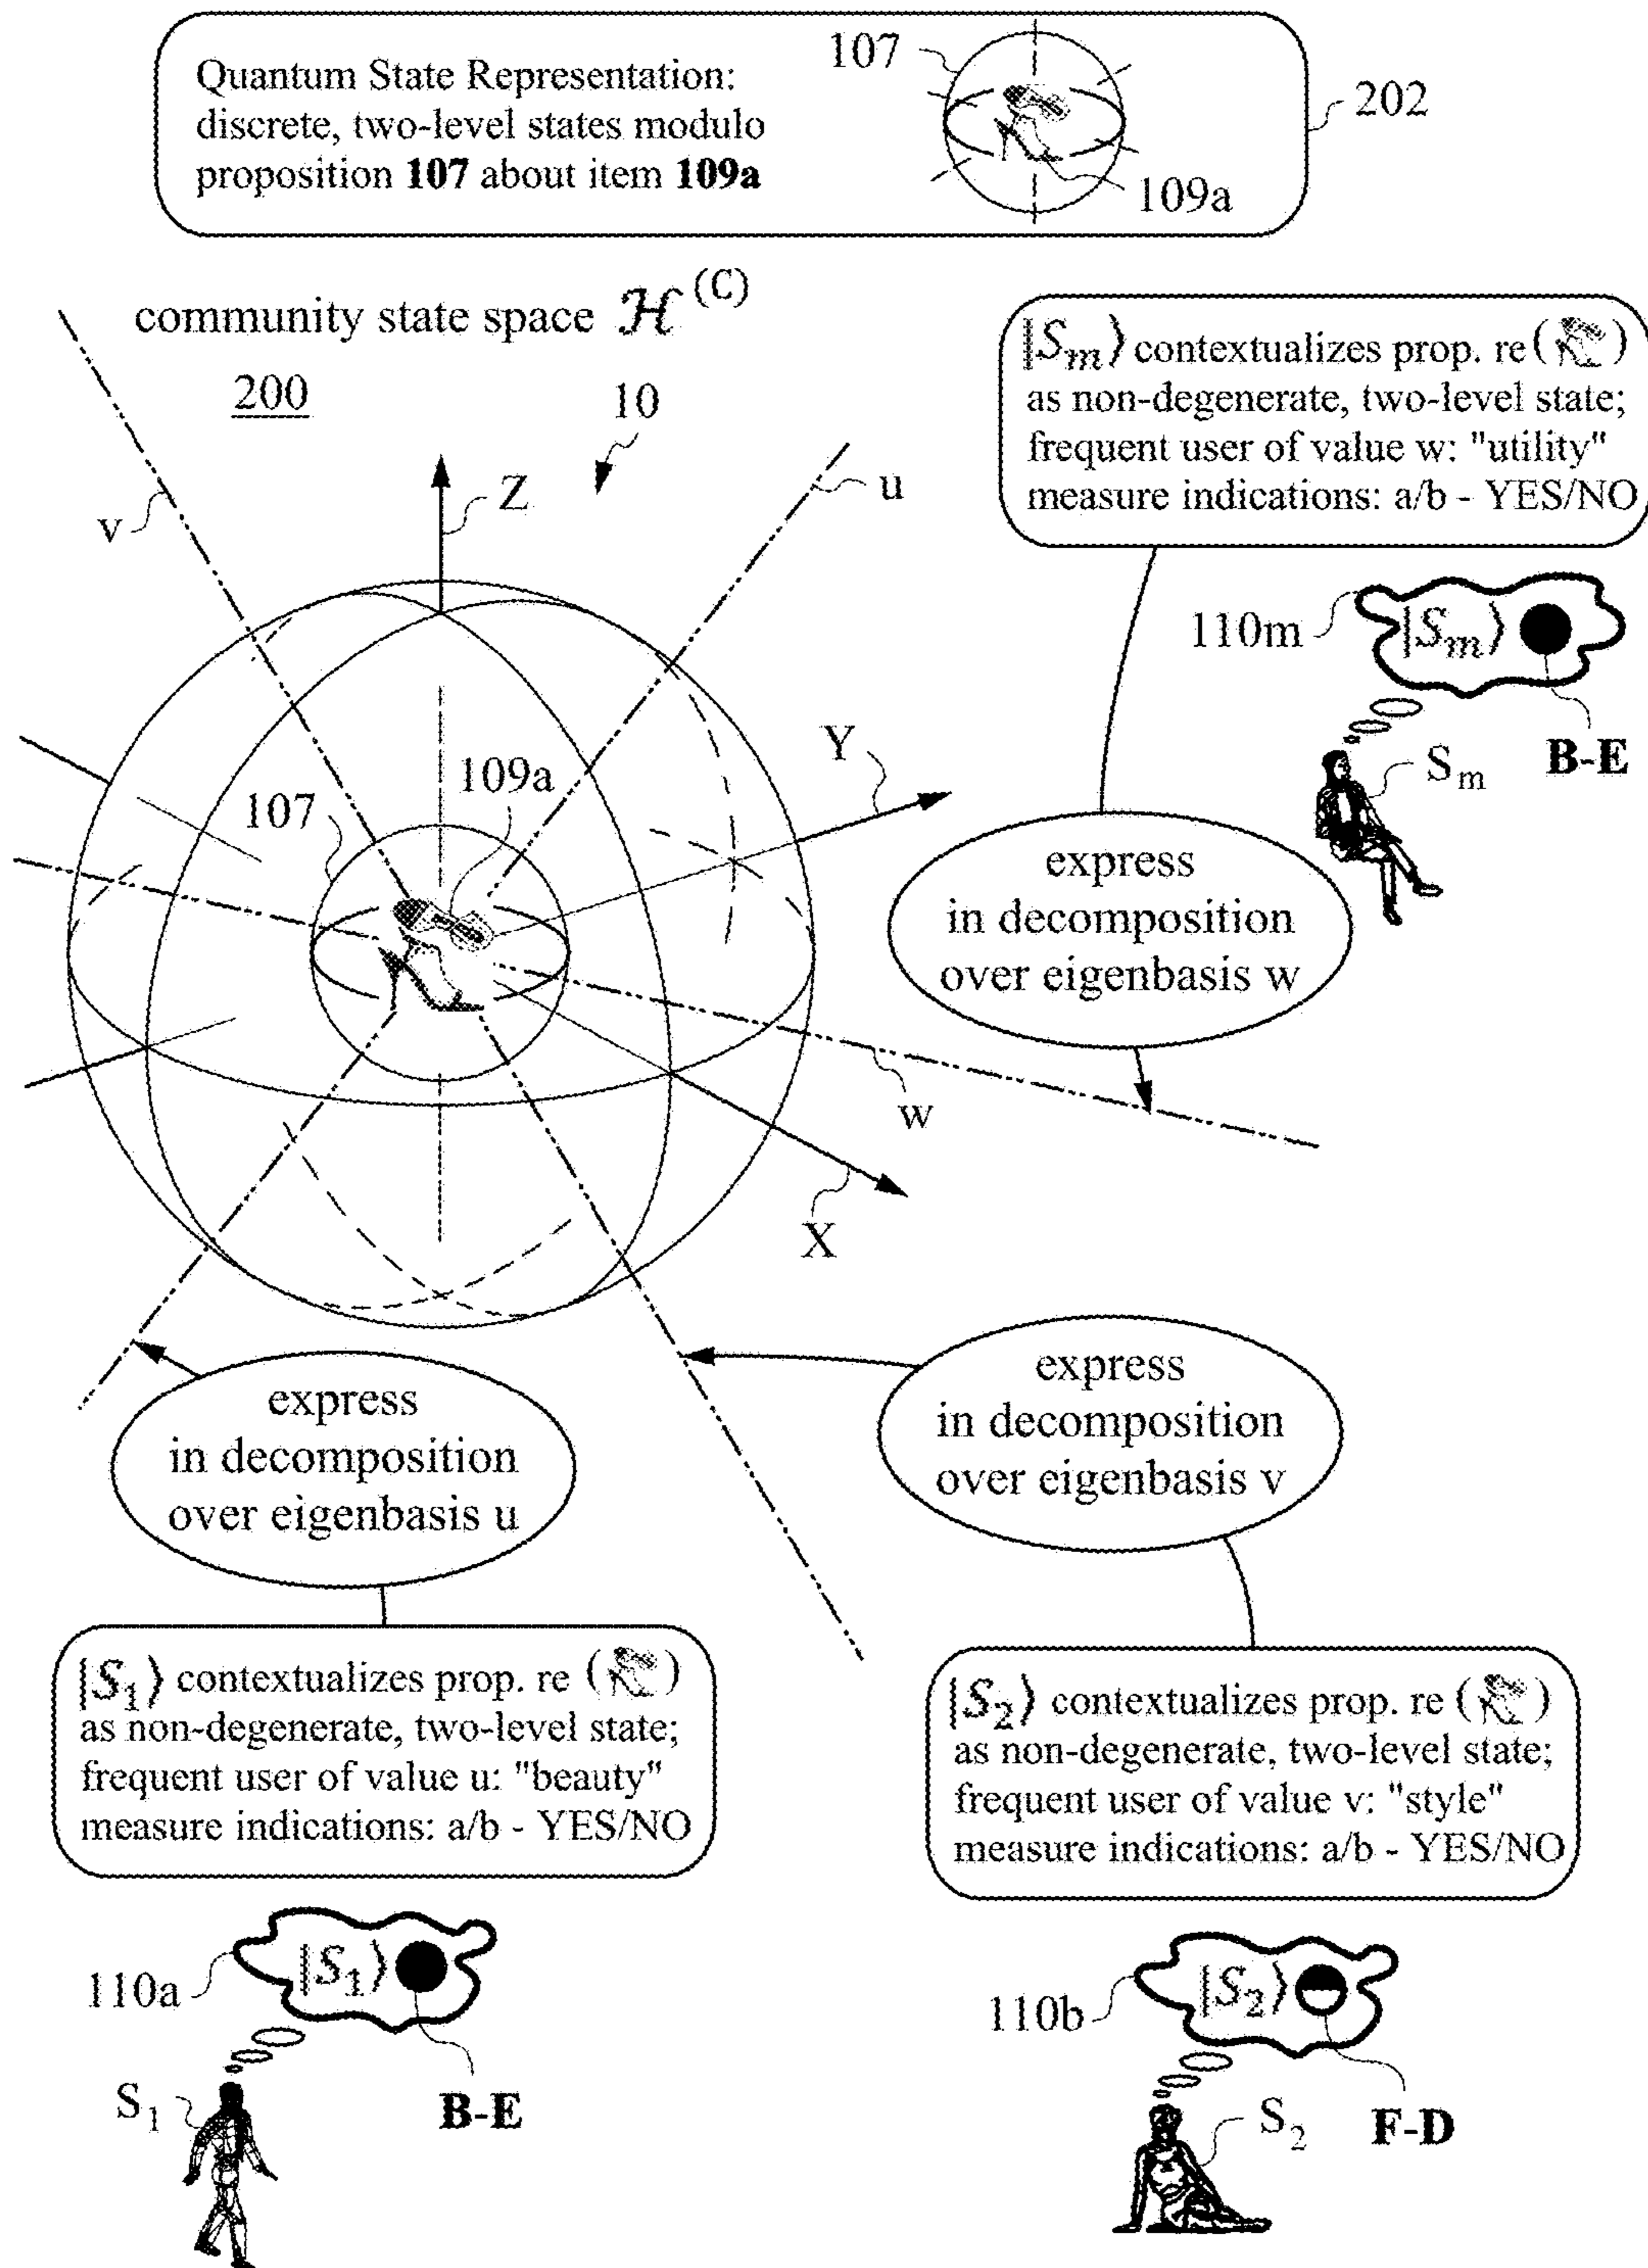 Quantum State Representation:
discrete, two-level states modulo
proposition 107 about item 109a
107
109a
202
community state space ℋ (C)
200
10
|Sm⟩ contextualizes prop. re ( )
as non-degenerate, two-level state;
frequent user of value w: "utility"
measure indications: a/b - YES/NO
v
Z
u
110m
|Sm⟩
B-E
Sm
Y
109a
107
express
in decomposition
over eigenbasis w
w
X
express
in decomposition
over eigenbasis u
express
in decomposition
over eigenbasis v
|S1⟩ contextualizes prop. re ( )
as non-degenerate, two-level state;
frequent user of value u: "beauty"
measure indications: a/b - YES/NO
|S2⟩ contextualizes prop. re ( )
as non-degenerate, two-level state;
frequent user of value v: "style"
measure indications: a/b - YES/NO
110a
|S1⟩
S1
B-E
110b
|S2⟩
S2
F-D